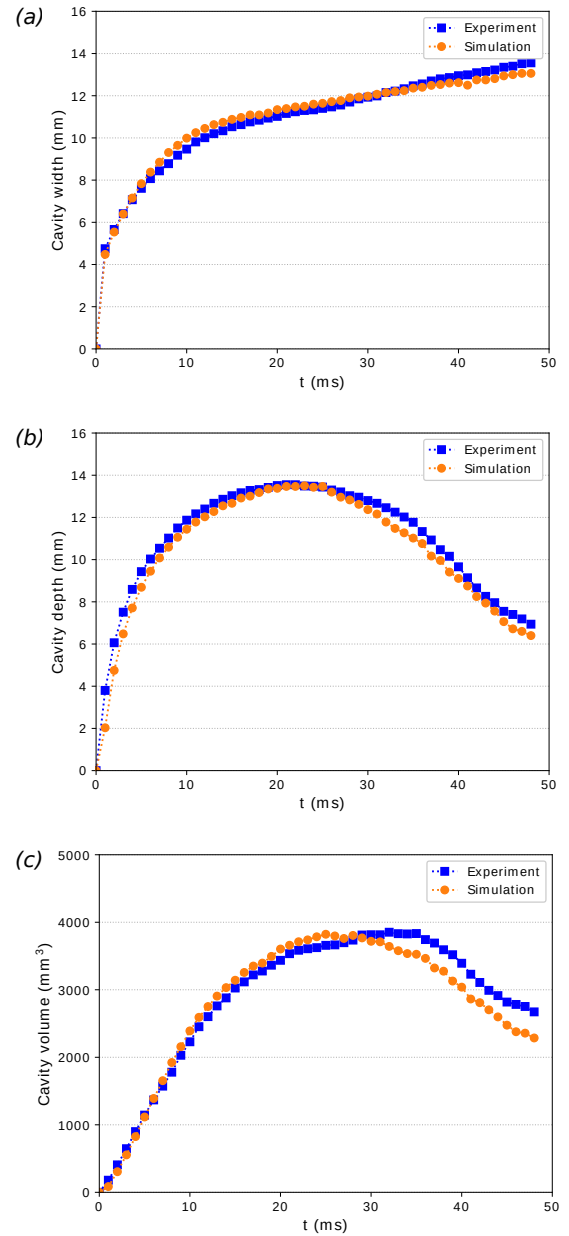 (a)
16
14
12
10
8
6
4
2
0
Cavity width (mm)
Experiment
Simulation
0 10 20 30 40 50
t (ms)
(b)
16
14
12
10
8
6
4
2
0
Cavity depth (mm)
Experiment
Simulation
0 10 20 30 40 50
t (ms)
(c)
5000
4000
3000
2000
1000
0
Cavity volume (mm³)
Experiment
Simulation
0 10 20 30 40 50
t (ms)